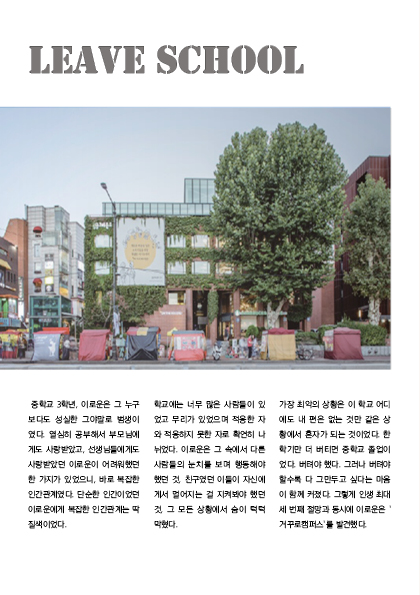 LEAVE SCHOOL
중학교 3학년, 이로운은 그 누구
보다도 성실한 그야말로 범생이
였다. 열심히 공부해서 부모님에
게도 사랑받았고, 선생님들에게도
사랑받았던 이로운이 어려워했던
한 가지가 있었으니, 바로 복잡한
인간관계였다. 단순한 인간이었던
이로운에게 복잡한 인간관계는 딱
질색이었다.
학교에는 너무 많은 사람들이 있
었고 무리가 있었으며 적응한 자
와 적응하지 못한 자로 확연히 나
뉘었다. 이로운은 그 속에서 다른
사람들의 눈치를 보며 행동해야
했던 것, 친구였던 이들이 자신에
게서 멀어지는 걸 지켜봐야 했던
것, 그 모든 상황에서 숨이 턱턱
막혔다.
가장 최악의 상황은 이 학교 어디
에도 내 편은 없는 것만 같은 상
황에서 혼자가 되는 것이었다. 한
학기만 더 버티면 중학교 졸업이
었다. 버텨야 했다. 그러나 버텨야
할수록 다 그만두고 싶다는 마음
이 함께 커졌다. 그렇게 인생 최대
세 번째 절망과 동시에 이로운은 '
거꾸로캠퍼스'를 발견했다.